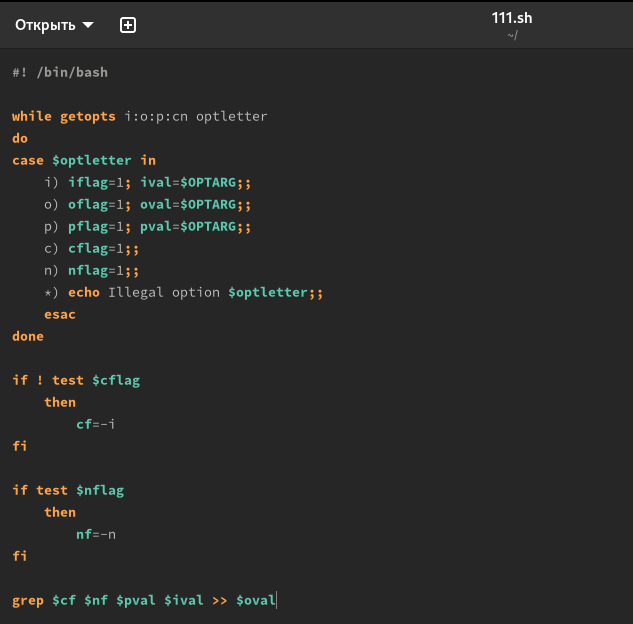 Открыть
111.sh
~/
#! /bin/bash
while getopts i:o:p:cn optletter
do
case $optletter in
i) iflag=1; ival=$OPTARG;;
o) oflag=1; oval=$OPTARG;;
p) pflag=1; pval=$OPTARG;;
c) cflag=1;;
n) nflag=1;;
*) echo Illegal option $optletter;;
esac
done
if ! test $cflag
then
cf=-i
fi
if test $nflag
then
nf=-n
fi
grep $cf $nf $pval $ival >> $oval